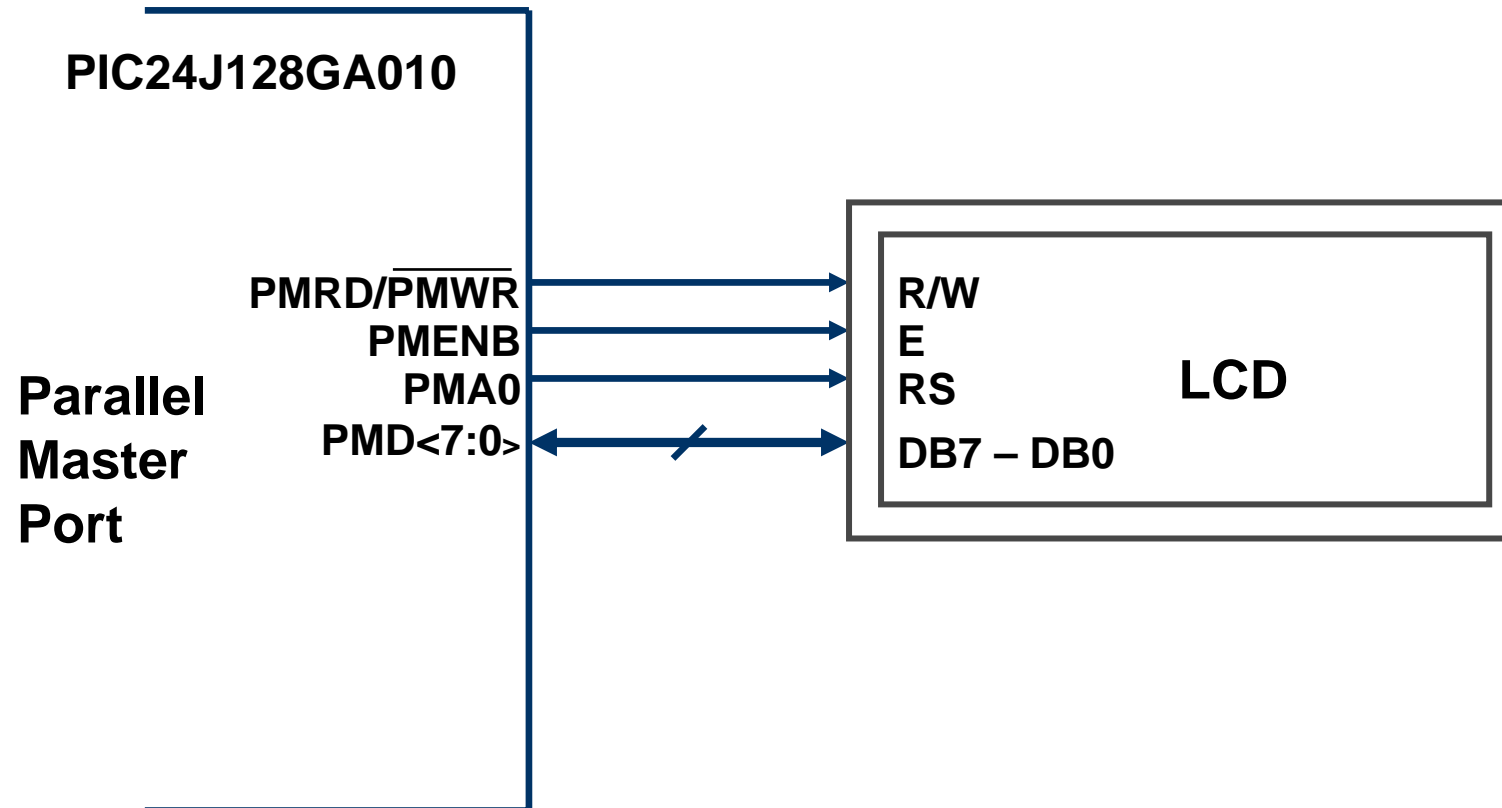 PIC24J128GA010
PMRD/PMWR
PMENB
PMA0
PMD<7:0>
Parallel
Master
Port
R/W
E
RS
DB7 – DB0
LCD